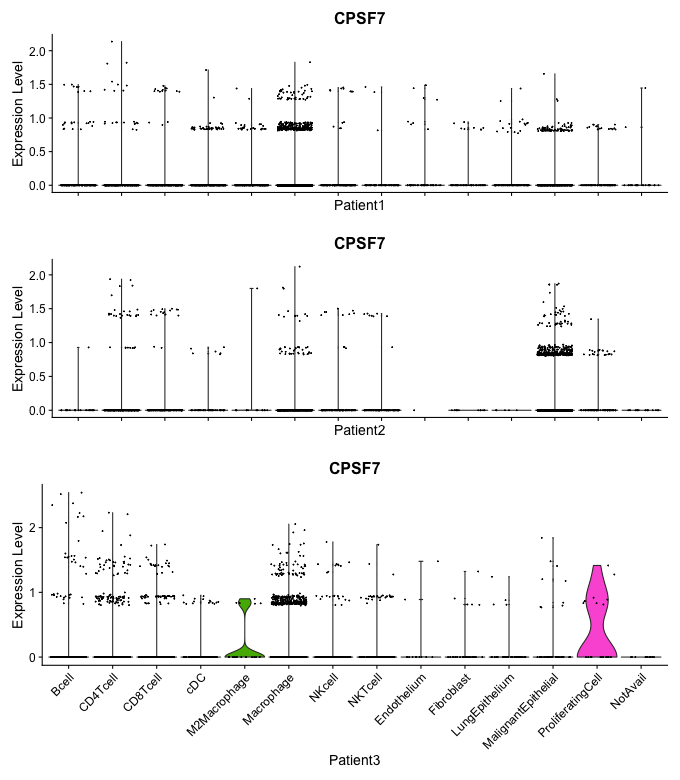 CPSF7
Expression Level
2.0
1.5
1.0
0.5
0.0
Patient1
CPSF7
Expression Level
2.0
1.5
1.0
0.5
0.0
Patient2
CPSF7
Expression Level
2
1
0
Bcell
CD4Tcell
CD8Tcell
cDC
M2Macrophage
Macrophage
NKcell
NKTcell
Endothelium
Fibroblast
LungEpithelium
MalignantEpithelial
ProliferatingCell
NotAvail
Patient3